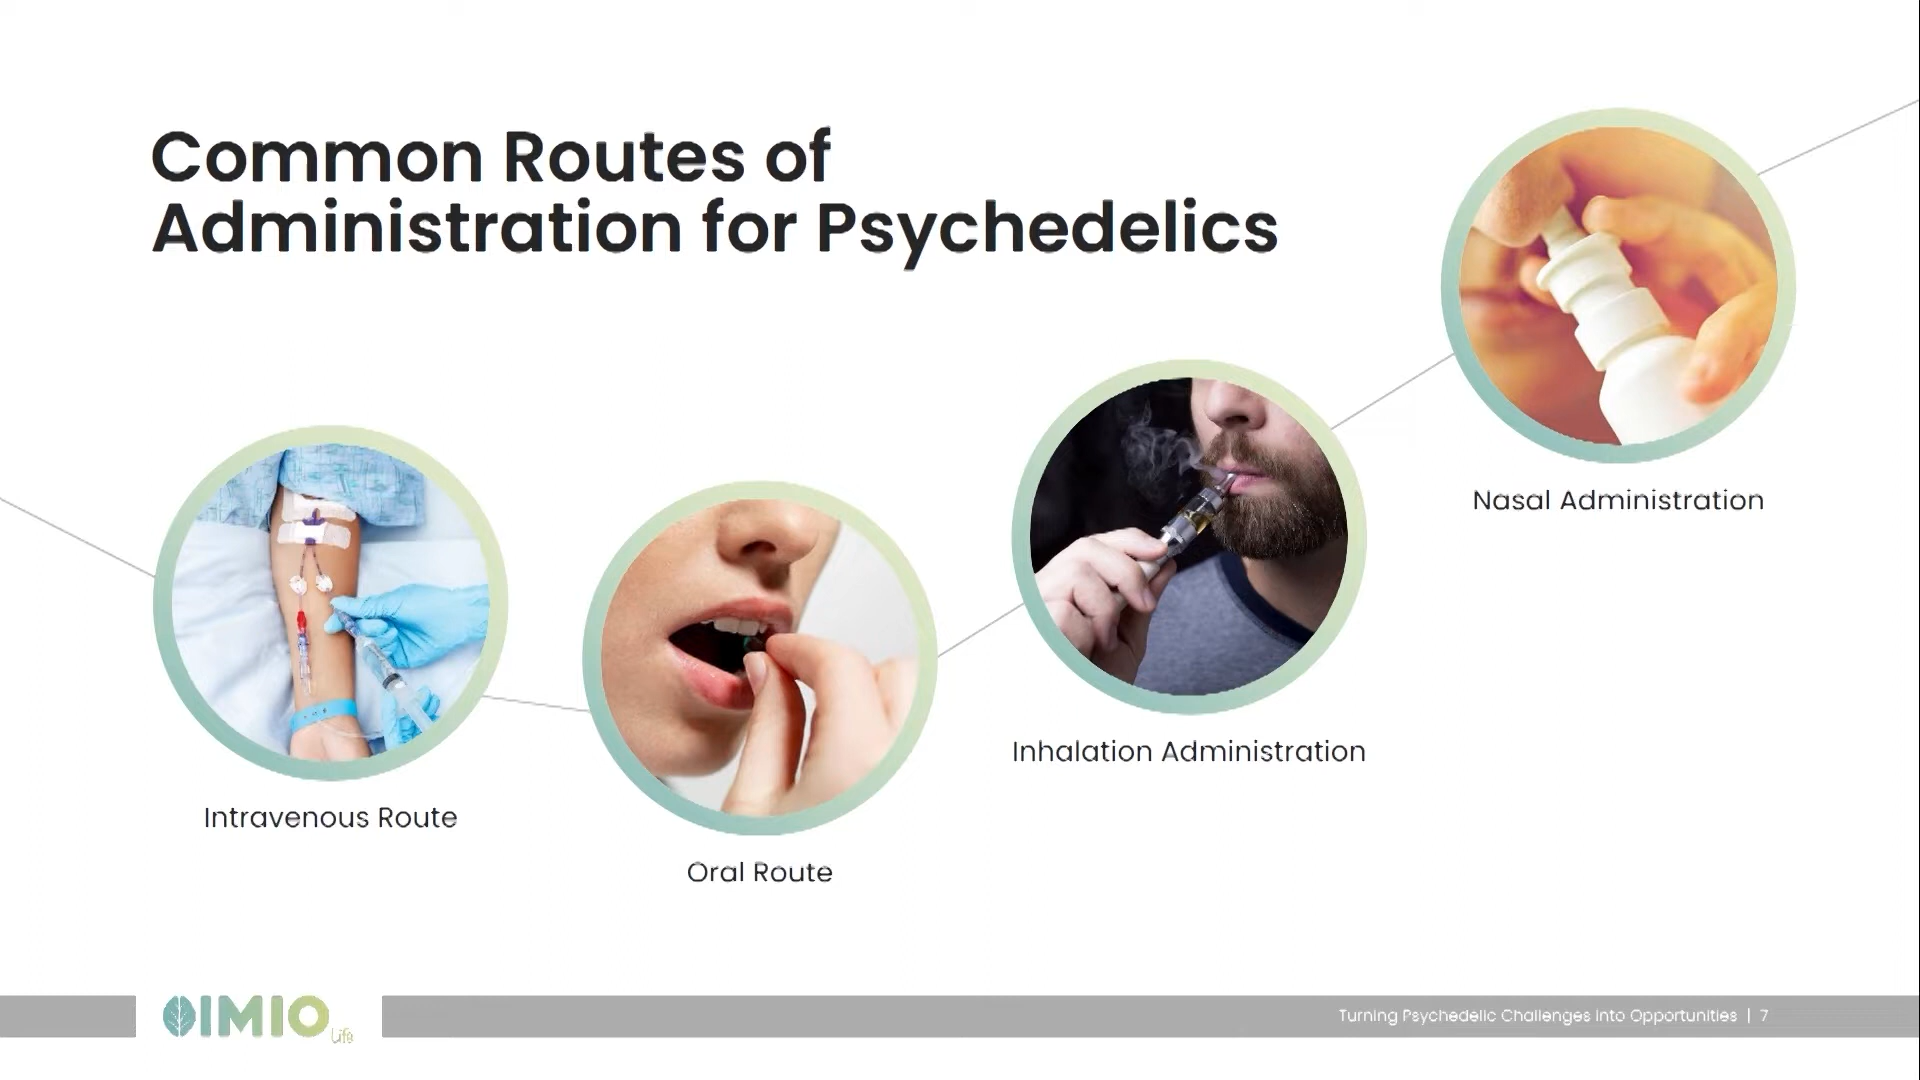 Common Routes of
Administration for Psychedelics
Nasal Administration
Inhalation Administration
Intravenous Route
Oral Route
IMIO
Life
Turning Psychedelic Challenges into Opportunities | 7